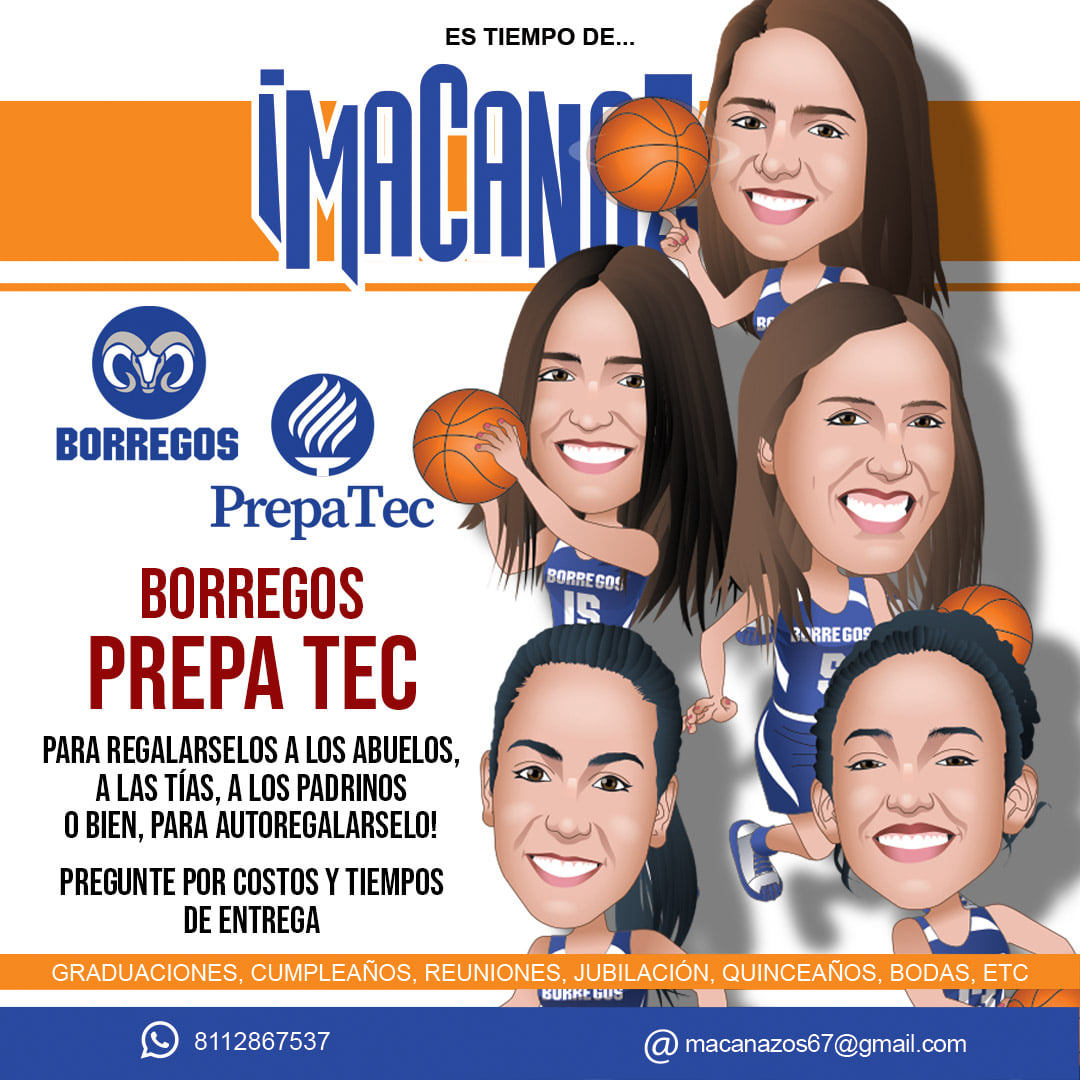 ES TIEMPO DE...
BORREGOS
PrepaTec
BORREGOS
PREPA TEC
PARA REGALARSELOS A LOS ABUELOS,
A LAS TÍAS, A LOS PADRINOS
O BIEN, PARA AUTOREGALARSELO!
PREGUNTE POR COSTOS Y TIEMPOS
DE ENTREGA
BORREGOS
15
BORREGOS
GRADUACIONES, CUMPLEAÑOS, REUNIONES, JUBILACIÓN, QUINCEAÑOS, BODAS, ETC
BORREGOS
8112867537
@ macanazos67@gmail.com